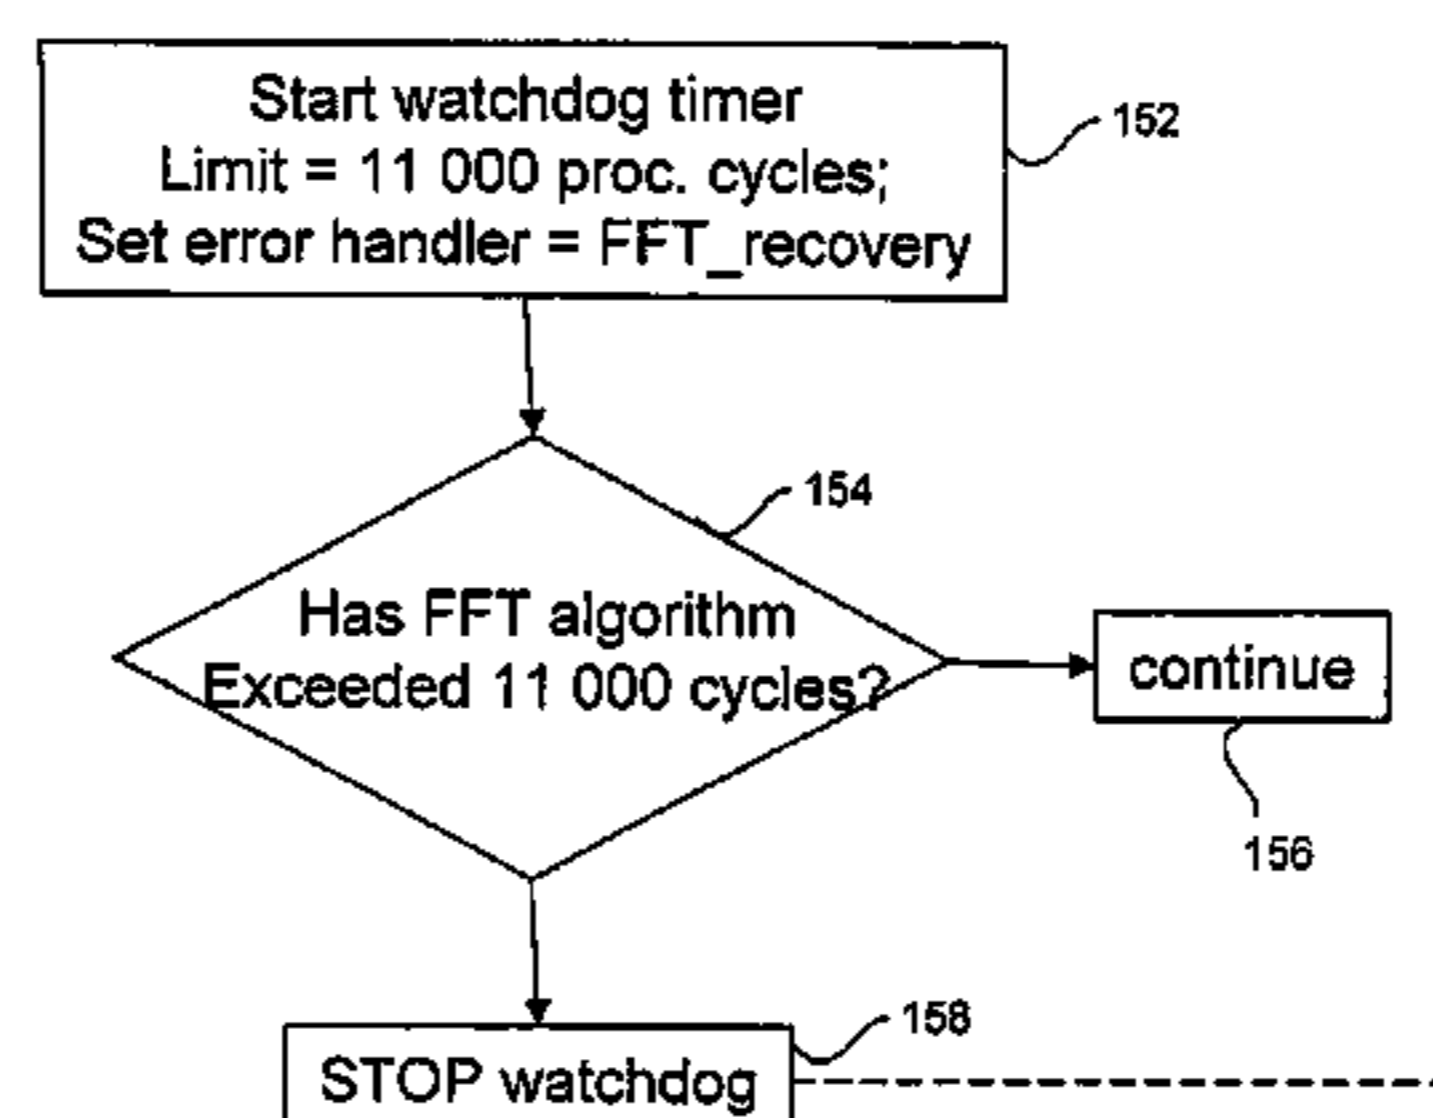 Start watchdog timer
Limit = 11 000 proc. cycles;
Set error handler = FFT_recovery
152
154
Has FFT algorithm
Exceeded 11 000 cycles?
continue
156
158
STOP watchdog